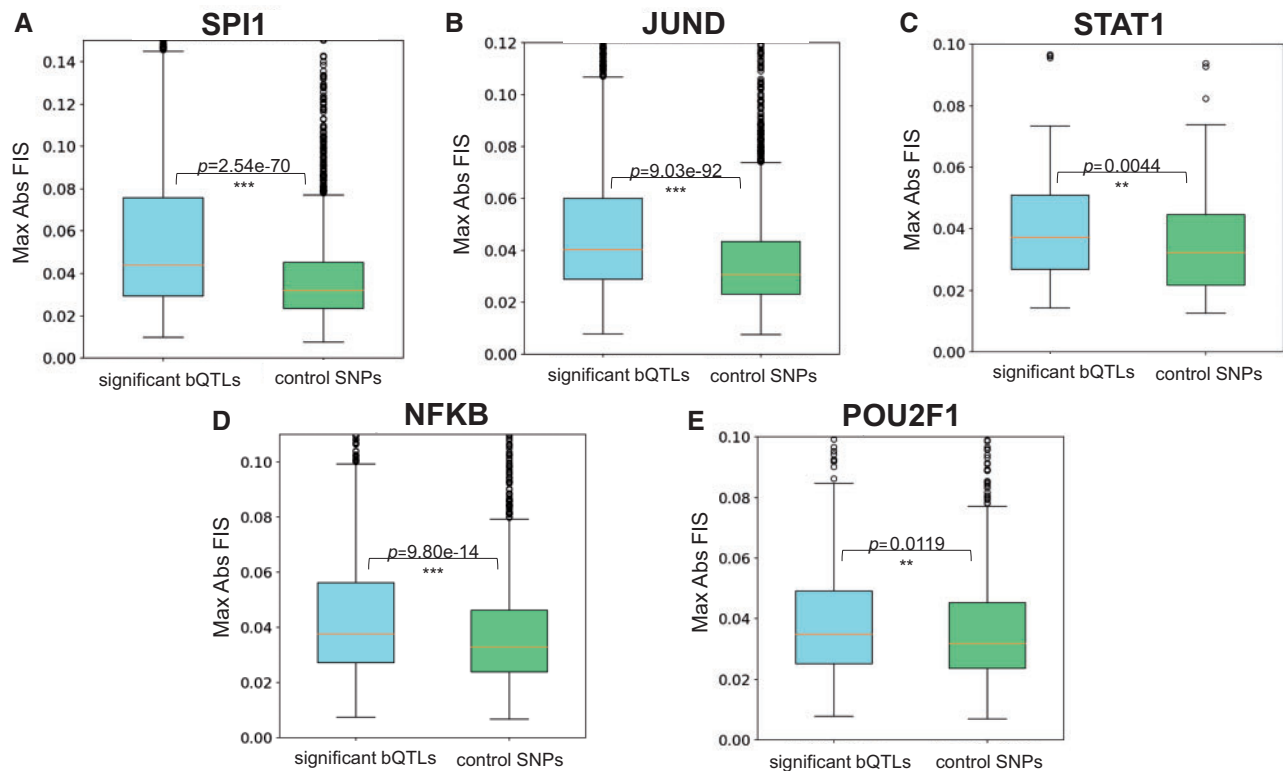 A
SPI1
Max Abs FIS
0.14
0.12
0.10
0.08
0.06
0.04
0.02
0.00
p=2.54e-70
***
significant bQTLs
control SNPs
B
JUND
Max Abs FIS
0.12
0.10
0.08
0.06
0.04
0.02
0.00
p=9.03e-92
***
significant bQTLs
control SNPs
C
STAT1
Max Abs FIS
0.10
0.08
0.06
0.04
0.02
0.00
p=0.0044
**
significant bQTLs
control SNPs
D
NFKB
Max Abs FIS
0.10
0.08
0.06
0.04
0.02
0.00
p=9.80e-14
***
significant bQTLs
control SNPs
E
POU2F1
Max Abs FIS
0.10
0.08
0.06
0.04
0.02
0.00
p=0.0119
**
significant bQTLs
control SNPs